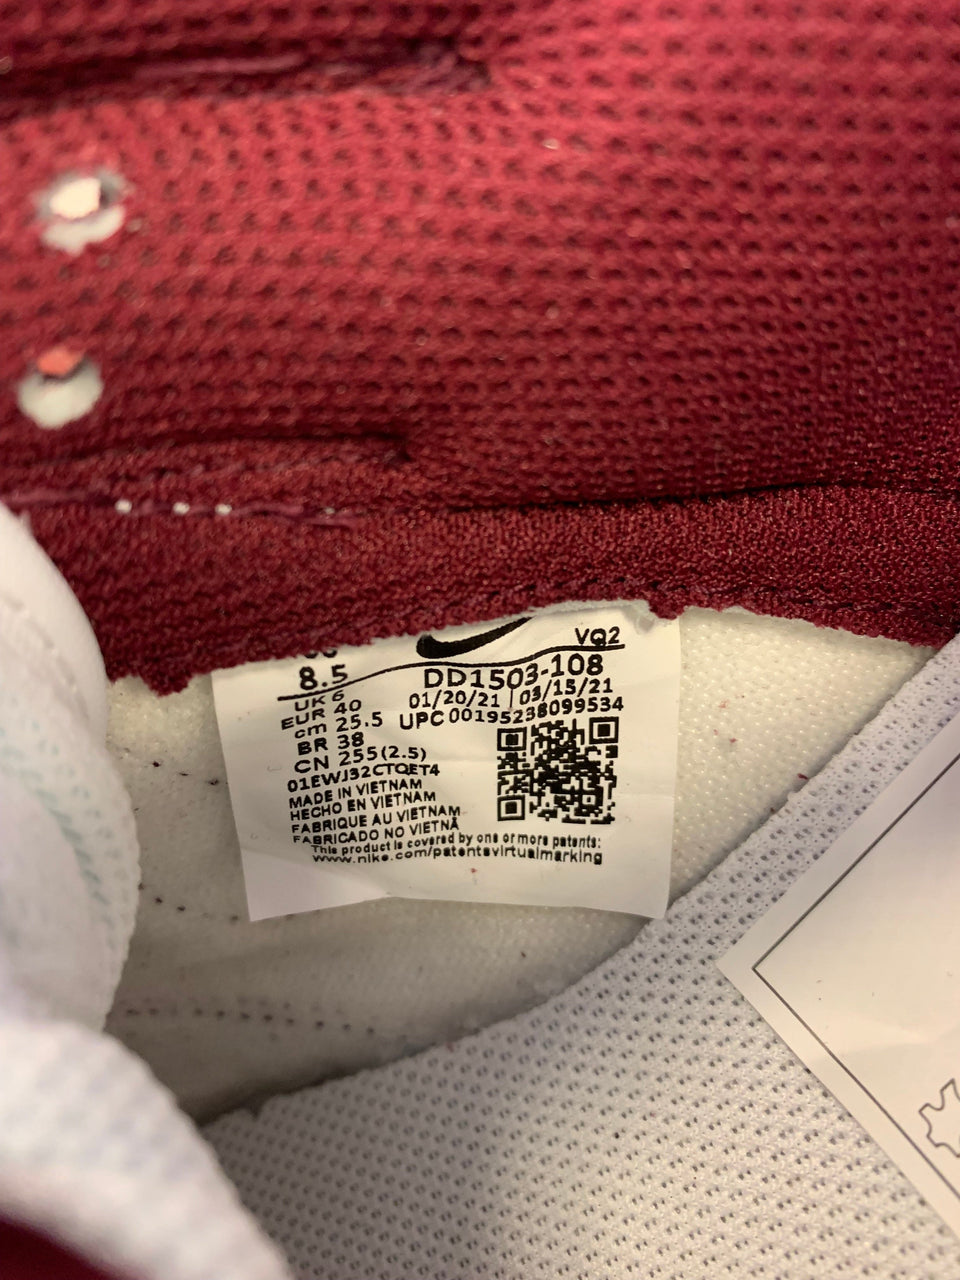 VQ2
8.5 DD1503-108
UK 6 01/20/21 03/15/21
EUR 40 UPC 00195238099534
cm 25.5
BR 38
CN 255(2.5)
01EWJ32CTQET4
MADE IN VIETNAM
HECHO EN VIETNAM
FABRIQUE AU VIETNAM
FABRICADO NO VIETNÃ
This product is covered by one or more patents:
www.nike.com/patentsvirtualmarking